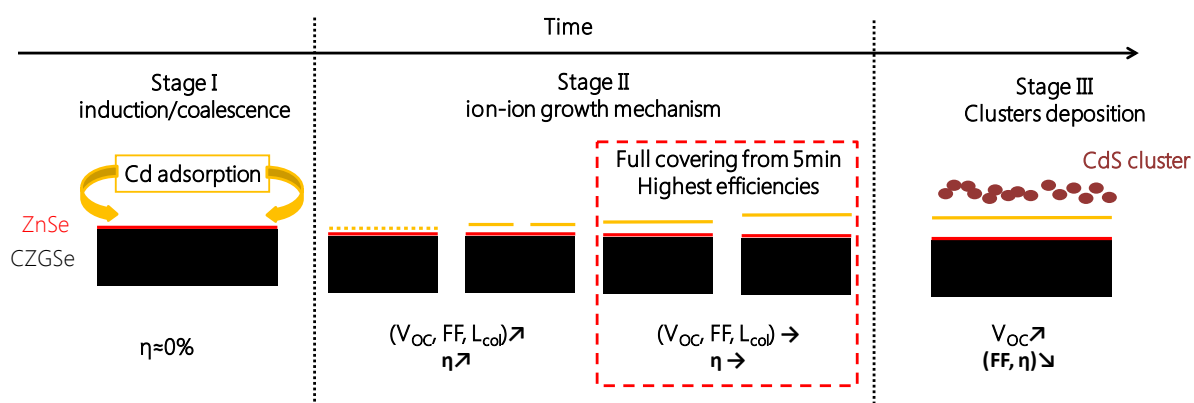 Time
Stage I
induction/coalescence
Stage II
ion-ion growth mechanism
Stage III
Clusters deposition
Cd adsorption
Full covering from 5min
Highest efficiencies
CdS cluster
ZnSe
CZGSe
η≈0%
(VOC, FF, Lcol)↗
η↗
(VOC, FF, Lcol) →
η →
VOC↗
(FF, η)↘